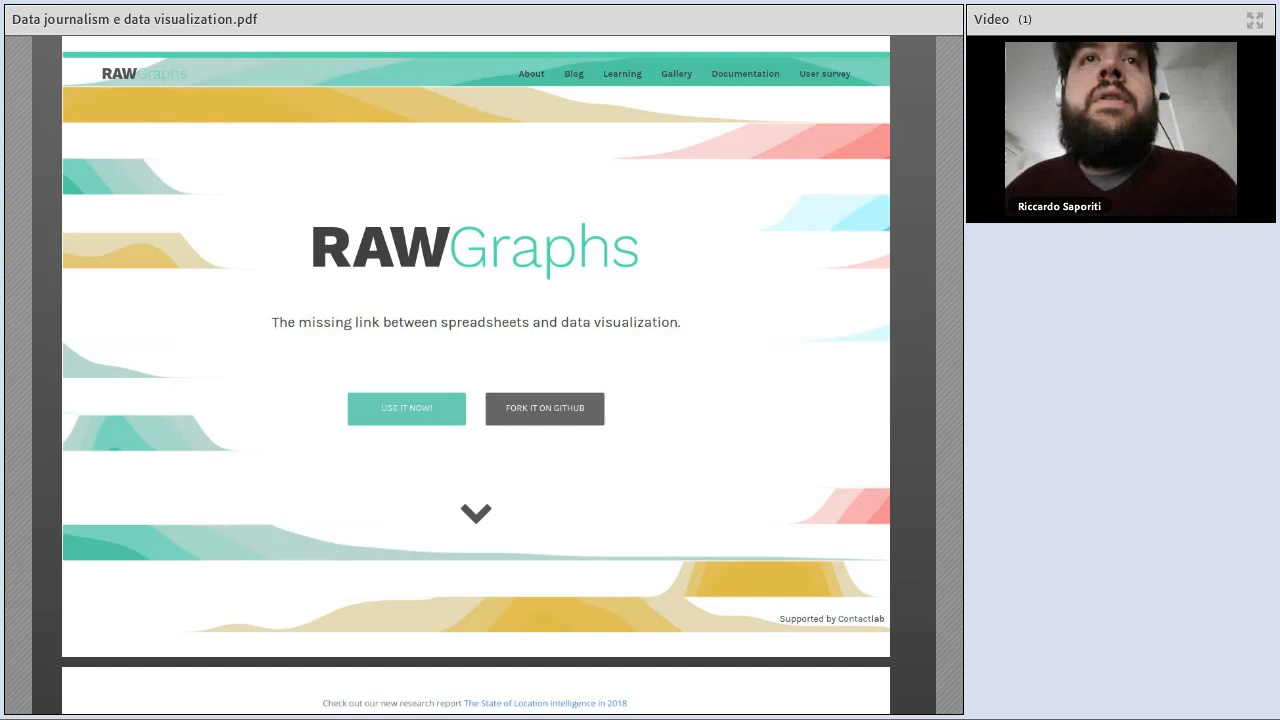 Data journalism e data visualization.pdf
Video (1)
RAWGraphs
About Blog Learning Gallery Documentation User survey
Riccardo Saporiti
RAWGraphs
The missing link between spreadsheets and data visualization.
USE IT NOW!
FORK IT ON GITHUB
Supported by Contactlab
Check out our new research report The State of Location Intelligence in 2018